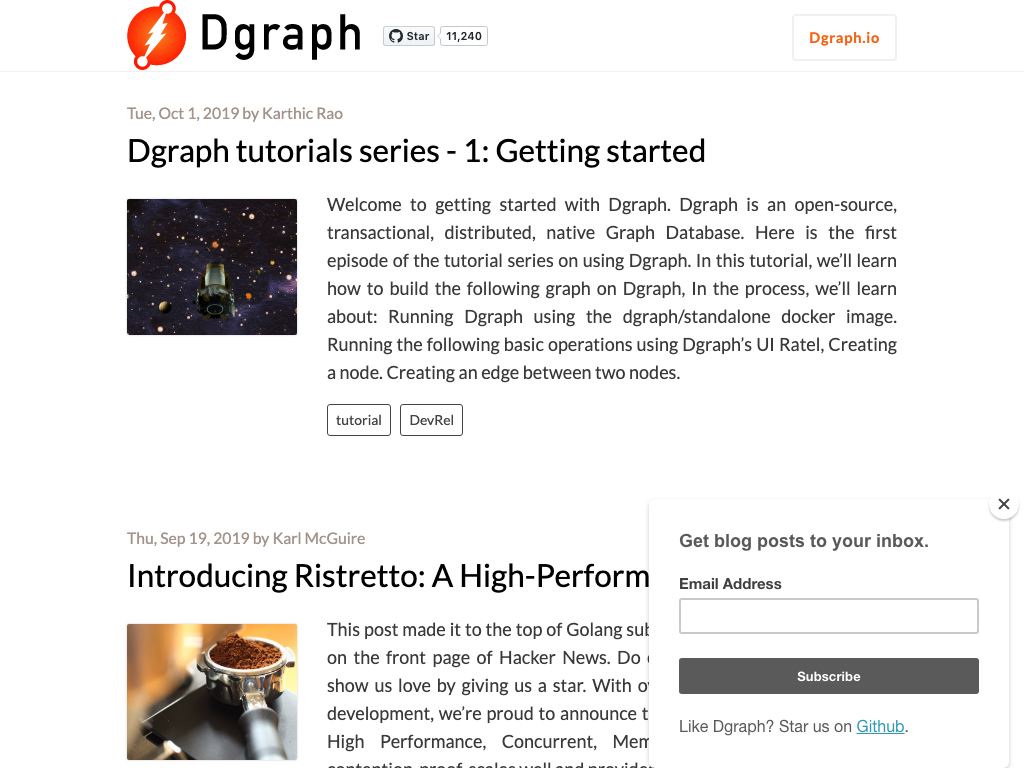 Dgraph
Star
11,240
Dgraph.io
Tue, Oct 1, 2019 by Karthic Rao
Dgraph tutorials series - 1: Getting started
Welcome to getting started with Dgraph. Dgraph is an open-source,
transactional, distributed, native Graph Database. Here is the first
episode of the tutorial series on using Dgraph. In this tutorial, we’ll learn
how to build the following graph on Dgraph, In the process, we’ll learn
about: Running Dgraph using the dgraph/standalone docker image.
Running the following basic operations using Dgraph’s UI Ratel, Creating
a node. Creating an edge between two nodes.
tutorial
DevRel
Thu, Sep 19, 2019 by Karl McGuire
Introducing Ristretto: A High-Perform
This post made it to the top of Golang sub
on the front page of Hacker News. Do
show us love by giving us a star. With
development, we’re proud to announce
High Performance, Concurrent, Mem
contention-proof, scales well and provide
Get blog posts to your inbox.
Email Address
Subscribe
Like Dgraph? Star us on Github.